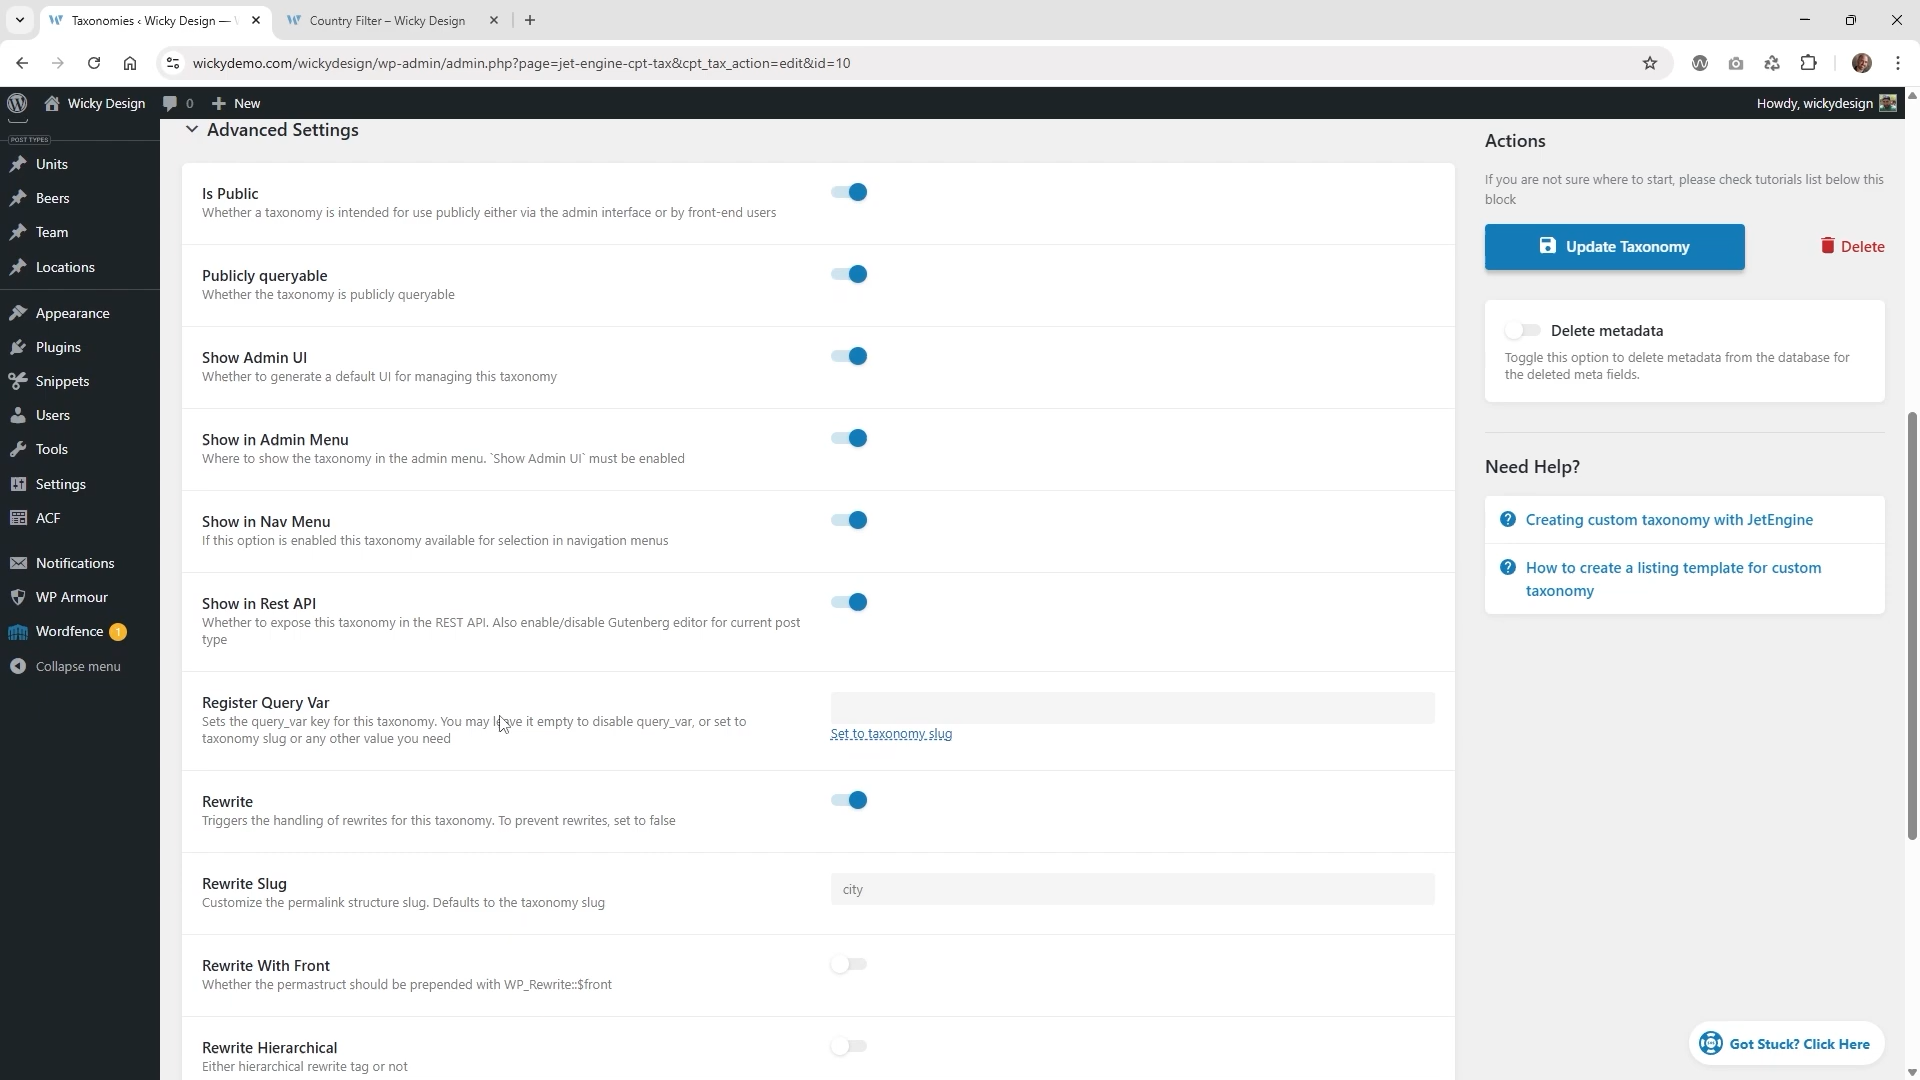 Taxonomies ‹ Wicky Design —
Country Filter – Wicky Design
wickydemo.com/wickydesign/wp-admin/admin.php?page=jet-engine-cpt-tax&cpt_tax_action=edit&id=10
Wicky Design
0
New
Howdy, wickydesign
POST TYPES
Units
Beers
Team
Locations
Appearance
Plugins
Snippets
Users
Tools
Settings
ACF
Notifications
WP Armour
Wordfence 1
Collapse menu
Advanced Settings
Is Public
Whether a taxonomy is intended for use publicly either via the admin interface or by front-end users
Publicly queryable
Whether the taxonomy is publicly queryable
Show Admin UI
Whether to generate a default UI for managing this taxonomy
Show in Admin Menu
Where to show the taxonomy in the admin menu. `Show Admin UI` must be enabled
Show in Nav Menu
If this option is enabled this taxonomy available for selection in navigation menus
Show in Rest API
Whether to expose this taxonomy in the REST API. Also enable/disable Gutenberg editor for current post
type
Register Query Var
Sets the query_var key for this taxonomy. You may leave it empty to disable query_var, or set to
taxonomy slug or any other value you need
Set to taxonomy slug
Rewrite
Triggers the handling of rewrites for this taxonomy. To prevent rewrites, set to false
Rewrite Slug
Customize the permalink structure slug. Defaults to the taxonomy slug
city
Rewrite With Front
Whether the permastruct should be prepended with WP_Rewrite::$front
Rewrite Hierarchical
Either hierarchical rewrite tag or not
Actions
If you are not sure where to start, please check tutorials list below this
block
Update Taxonomy
Delete
Delete metadata
Toggle this option to delete metadata from the database for
the deleted meta fields.
Need Help?
Creating custom taxonomy with JetEngine
How to create a listing template for custom
taxonomy
Got Stuck? Click Here